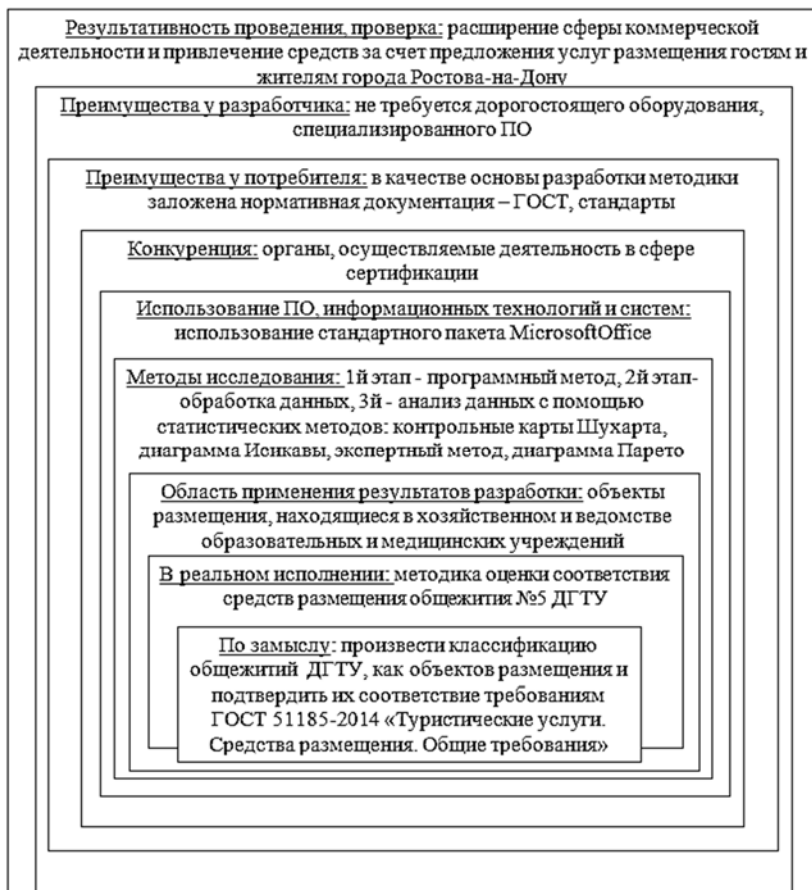 Результативность проведения, проверка: расширение сферы коммерческой
деятельности и привлечение средств за счет предложения услуг размещения гостям и
жителям города Ростова-на-Дону
Преимущества у разработчика: не требуется дорогостоящего оборудования,
специализированного ПО
Преимущества у потребителя: в качестве основы разработки методики
заложена нормативная документация – ГОСТ, стандарты
Конкуренция: органы, осуществляемые деятельность в сфере
сертификации
Использование ПО, информационных технологий и систем:
использование стандартного пакета MicrosoftOffice
Методы исследования: 1й этап - программный метод, 2й этап-
обработка данных, 3й - анализ данных с помощью
статистических методов: контрольные карты Шухарта,
диаграмма Исикавы, экспертный метод, диаграмма Парето
Область применения результатов разработки: объекты
размещения, находящиеся в хозяйственном и ведомстве
образовательных и медицинских учреждений
В реальном исполнении: методика оценки соответствия
средств размещения общежития №5 ДГТУ
По замыслу: произвести классификацию
общежитий ДГТУ, как объектов размещения и
подтвердить их соответствие требованиям
ГОСТ 51185-2014 «Туристические услуги.
Средства размещения. Общие требования»